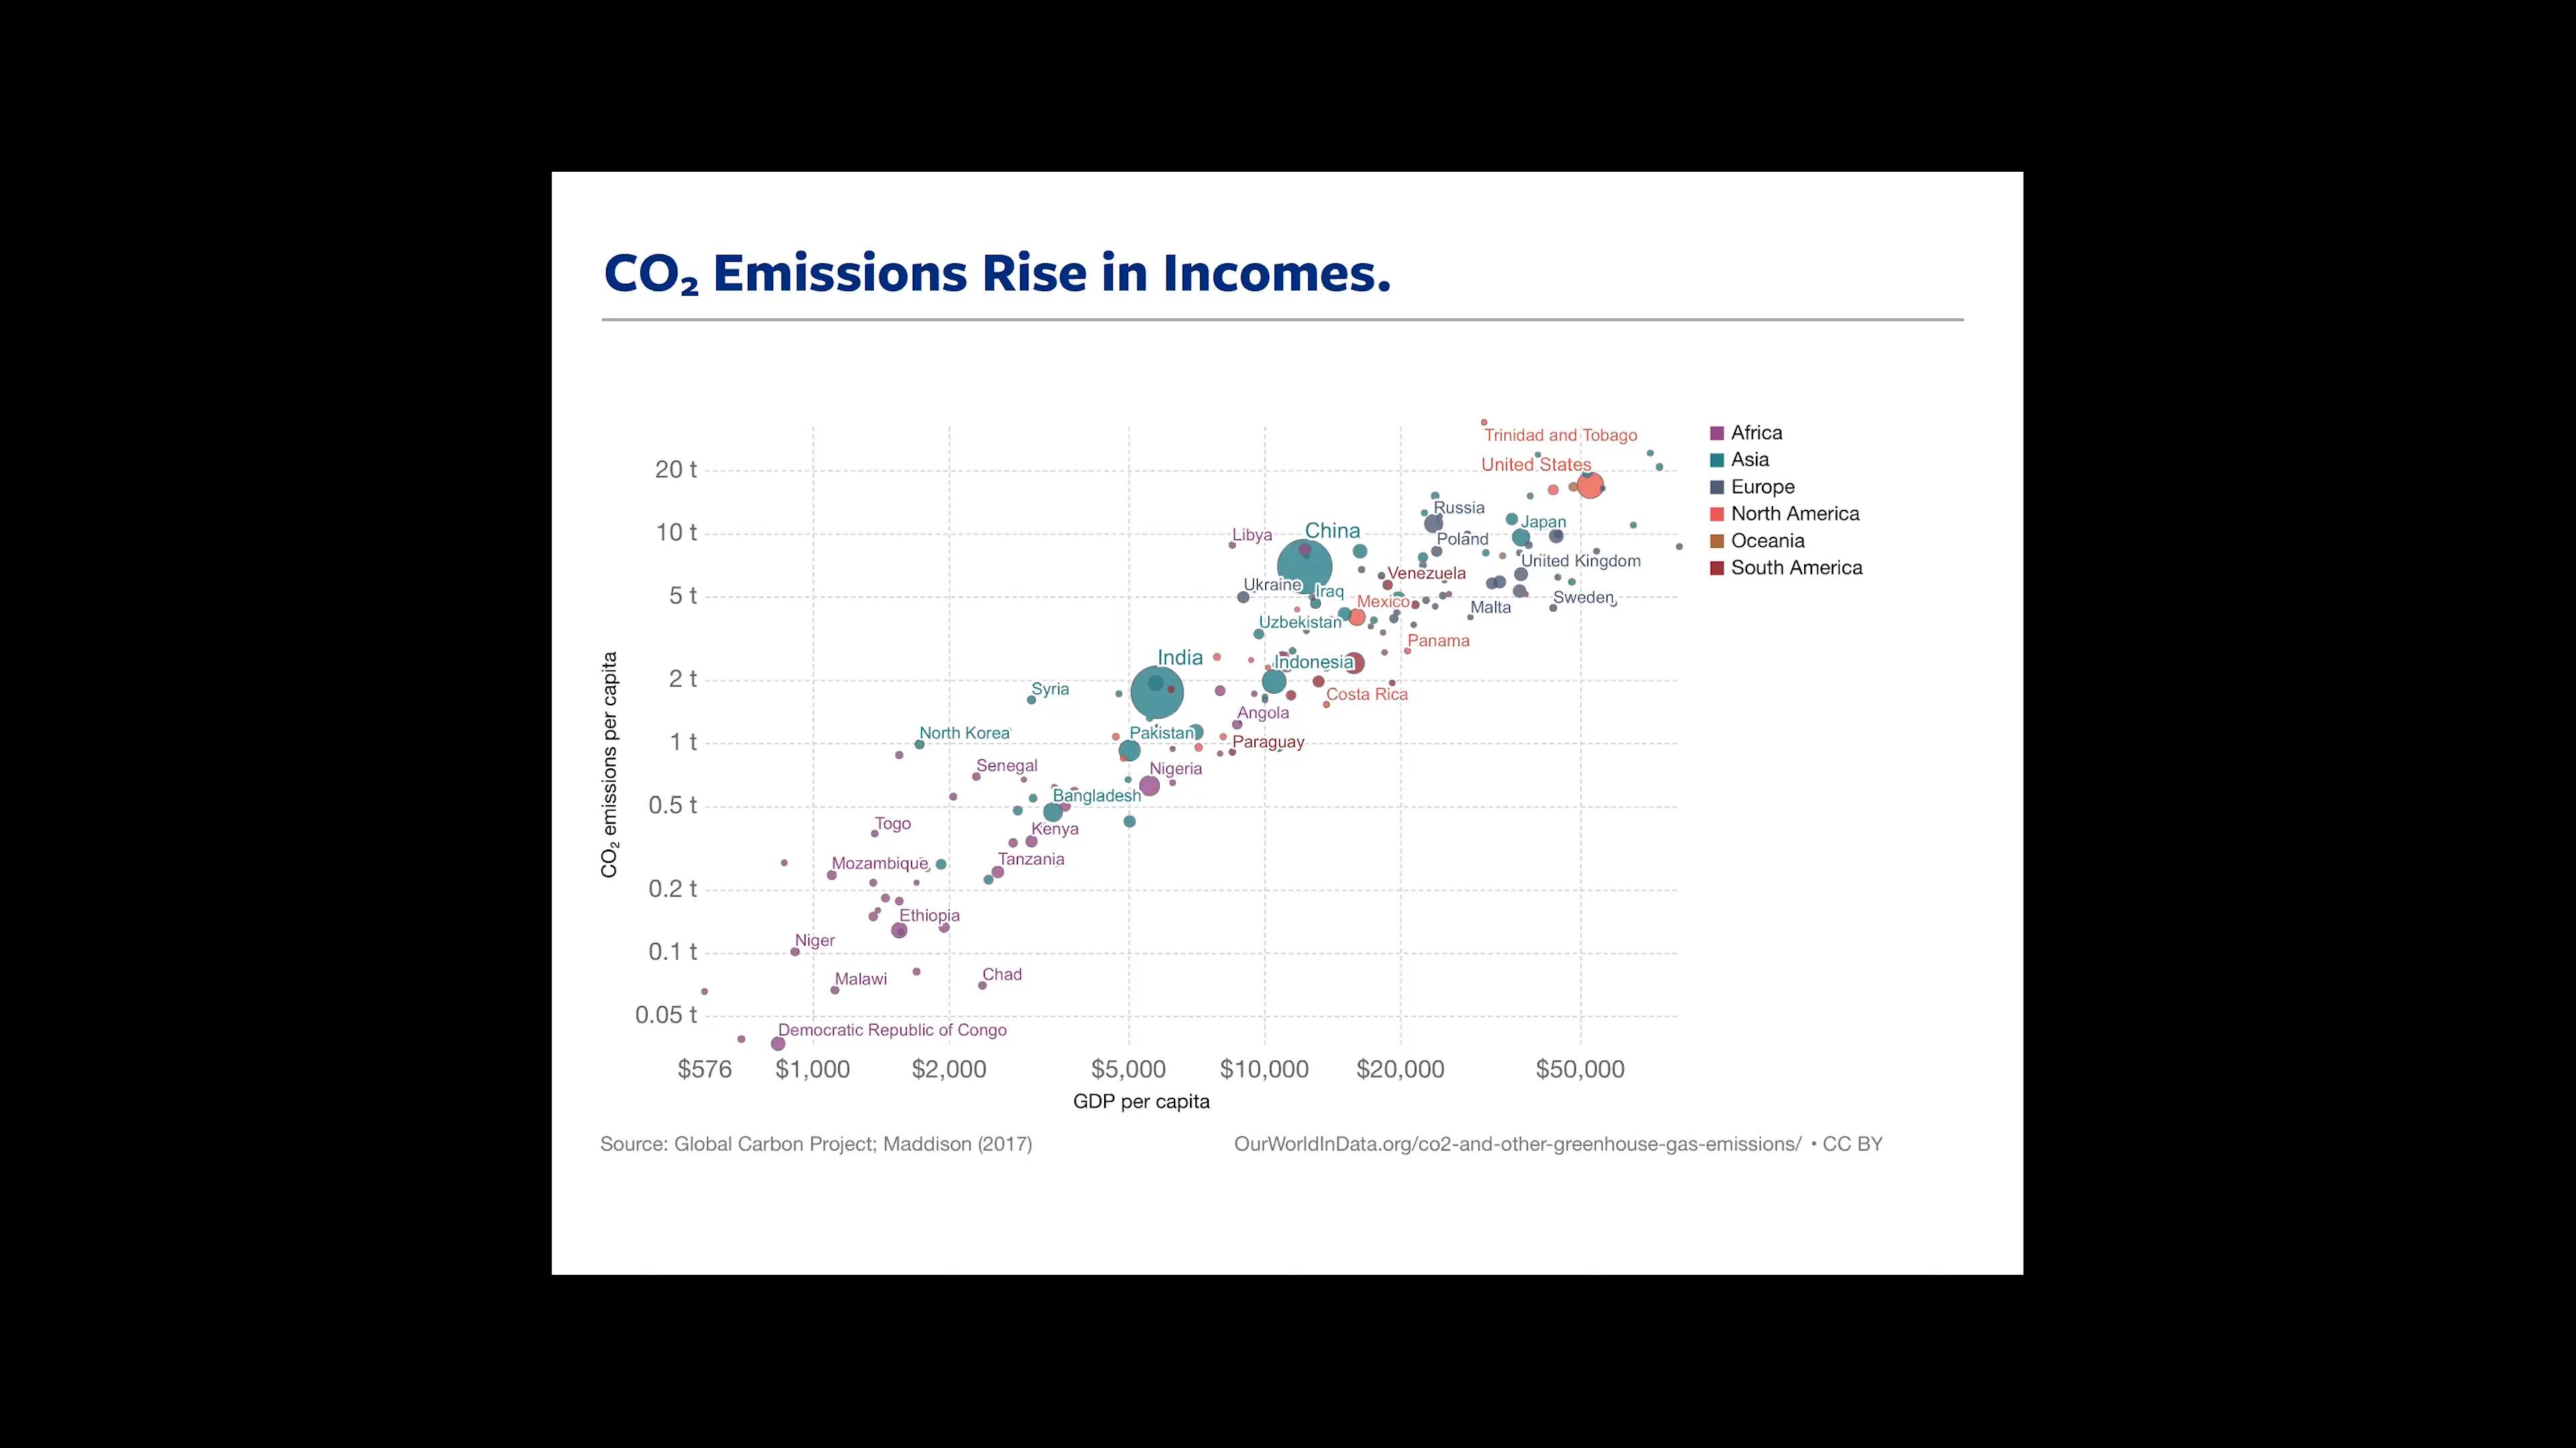 CO₂ Emissions Rise in Incomes.
Trinidad and Tobago
United States
Russia
Japan
China
Libya
Poland
United Kingdom
Venezuela
Ukraine
Iraq
Mexico
Malta
Sweden
Uzbekistan
Panama
India
Indonesia
Syria
Costa Rica
Angola
North Korea
Pakistan
Paraguay
Senegal
Nigeria
Bangladesh
Togo
Kenya
Mozambique
Tanzania
Ethiopia
Niger
Malawi
Chad
Democratic Republic of Congo
20 t
10 t
5 t
2 t
1 t
0.5 t
0.2 t
0.1 t
0.05 t
CO₂ emissions per capita
$576
$1,000
$2,000
$5,000
$10,000
$20,000
$50,000
GDP per capita
Africa
Asia
Europe
North America
Oceania
South America
Source: Global Carbon Project; Maddison (2017)
OurWorldInData.org/co2-and-other-greenhouse-gas-emissions/ • CC BY